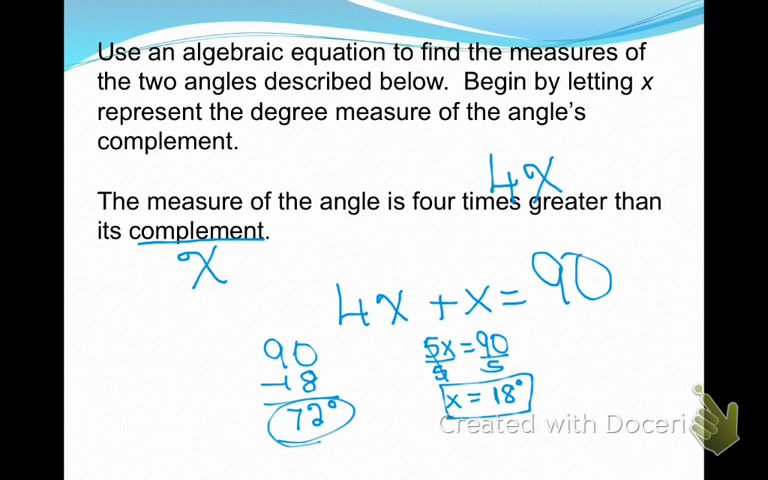 Use an algebraic equation to find the measures of
the two angles described below. Begin by letting x
represent the degree measure of the angle's
complement.
4x
The measure of the angle is four times greater than
its complement.
x
4x + x = 90
90
-18
72°
5x = 90
5 5
x = 18°
Created with Doceri